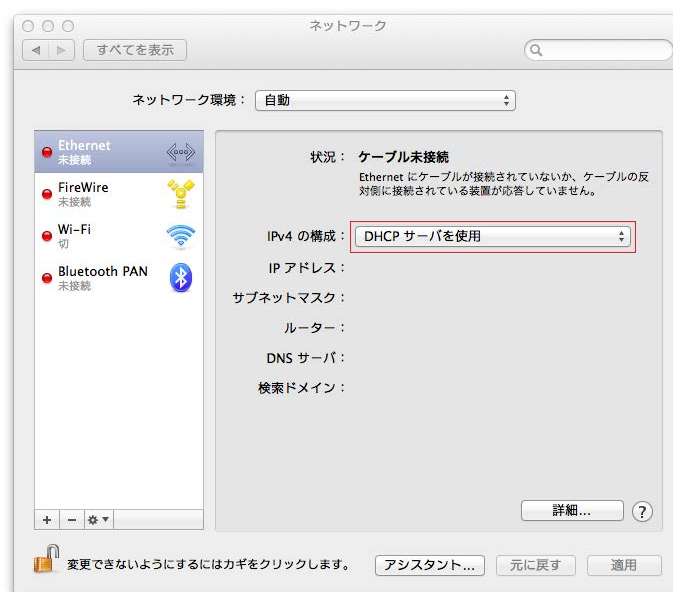 ネットワーク
すべてを表示
ネットワーク環境： 自動
Ethernet
未接続
FireWire
未接続
Wi-Fi
切
Bluetooth PAN
未接続
状況： ケーブル未接続
Ethernet にケーブルが接続されていないか、ケーブルの反
対側に接続されている装置が応答していません。
IPv4 の構成： DHCP サーバを使用
IP アドレス：
サブネットマスク：
ルーター：
DNS サーバ：
検索ドメイン：
詳細... ?
変更できないようにするにはカギをクリックします。
アシスタント... 元に戻す 適用